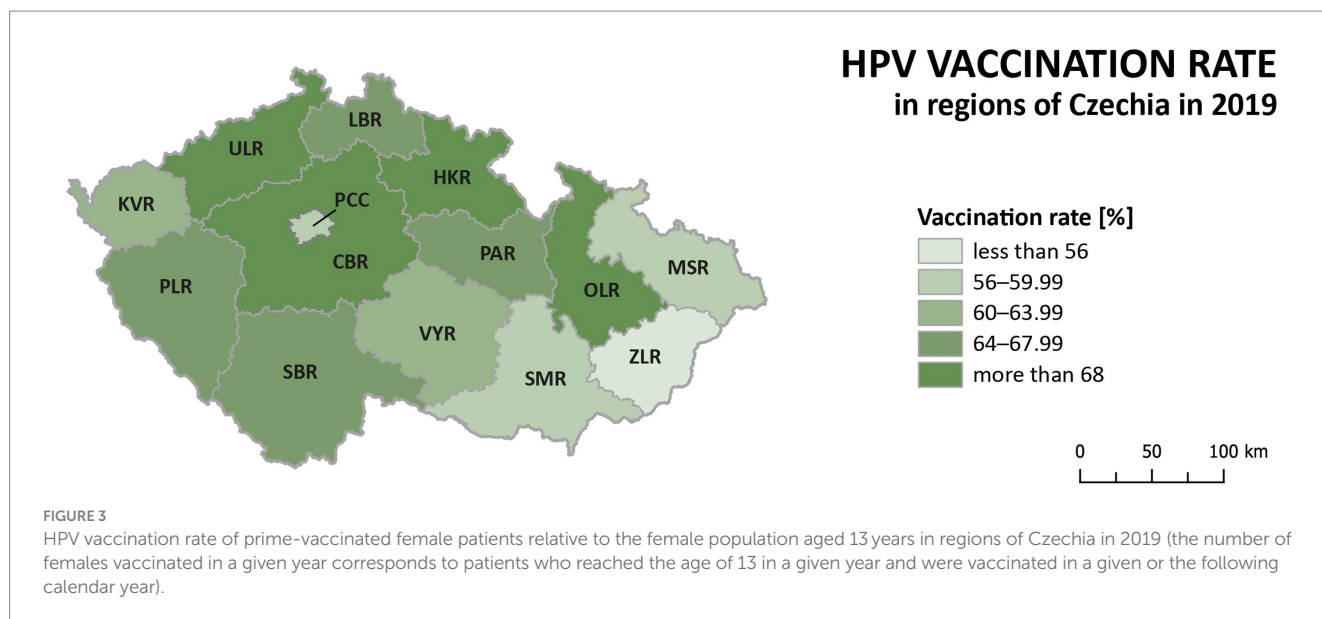 HPV VACCINATION RATE
in regions of Czechia in 2019
LBR
ULR
HKR
KVR
PCC
PAR
CBR
MSR
PLR
OLR
VYR
ZLR
SBR
SMR
Vaccination rate [%]
less than 56
56–59.99
60–63.99
64–67.99
more than 68
0 50 100 km
FIGURE 3
HPV vaccination rate of prime-vaccinated female patients relative to the female population aged 13 years in regions of Czechia in 2019 (the number of
females vaccinated in a given year corresponds to patients who reached the age of 13 in a given year and were vaccinated in a given or the following
calendar year).